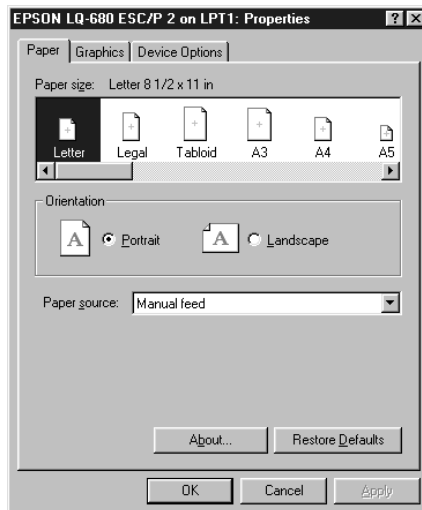 EPSON LQ-680 ESC/P 2 on LPT1: Properties
Paper Graphics Device Options
Paper size: Letter 8 1/2 x 11 in
Letter Legal Tabloid A3 A4 A5
Orientation
A Portrait A Landscape
Paper source: Manual feed
About... Restore Defaults
OK Cancel Apply